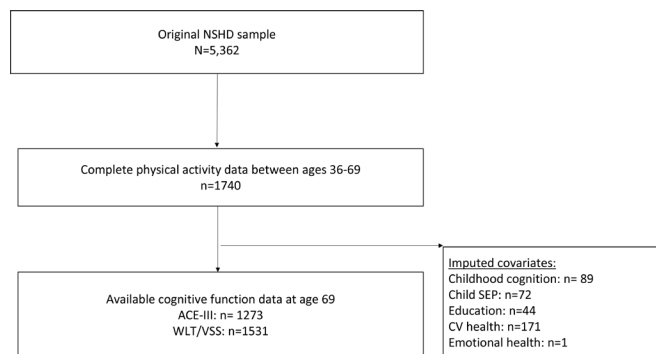 Original NSHD sample
N=5,362
Complete physical activity data between ages 36-69
n=1740
Imputed covariates:
Childhood cognition: n= 89
Child SEP: n=72
Education: n=44
CV health: n=171
Emotional health: n=1
Available cognitive function data at age 69
ACE-III: n= 1273
WLT/VSS: n=1531